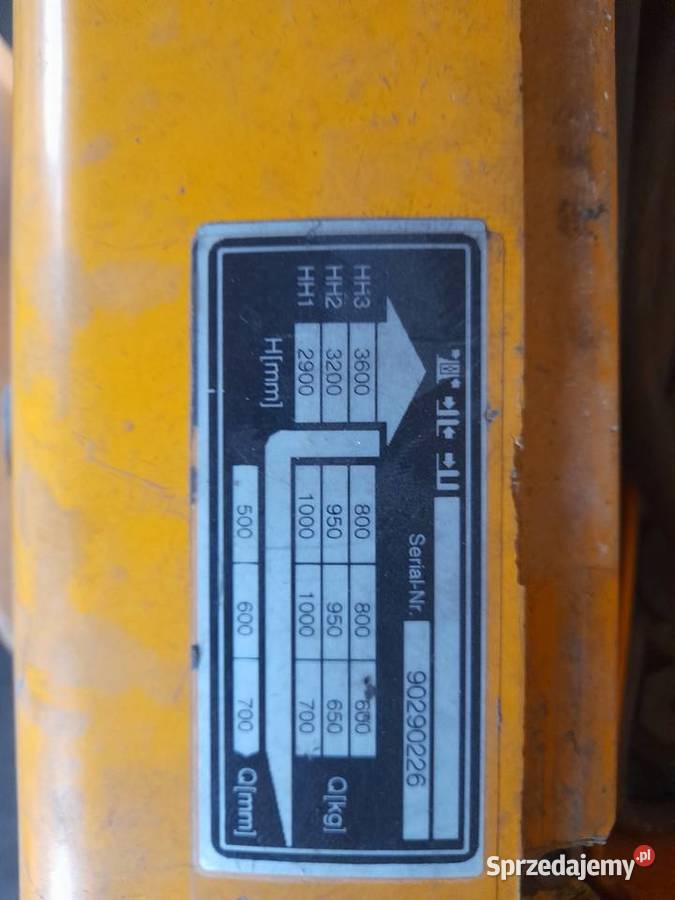 Serial-Nr. 90290226
HH3 3600 800 800 600
HH2 3200 950 950 650
HH1 2900 1000 1000 700
H[mm] Q[kg]
500 600 700 Q[mm]
Sprzedajemy.pl